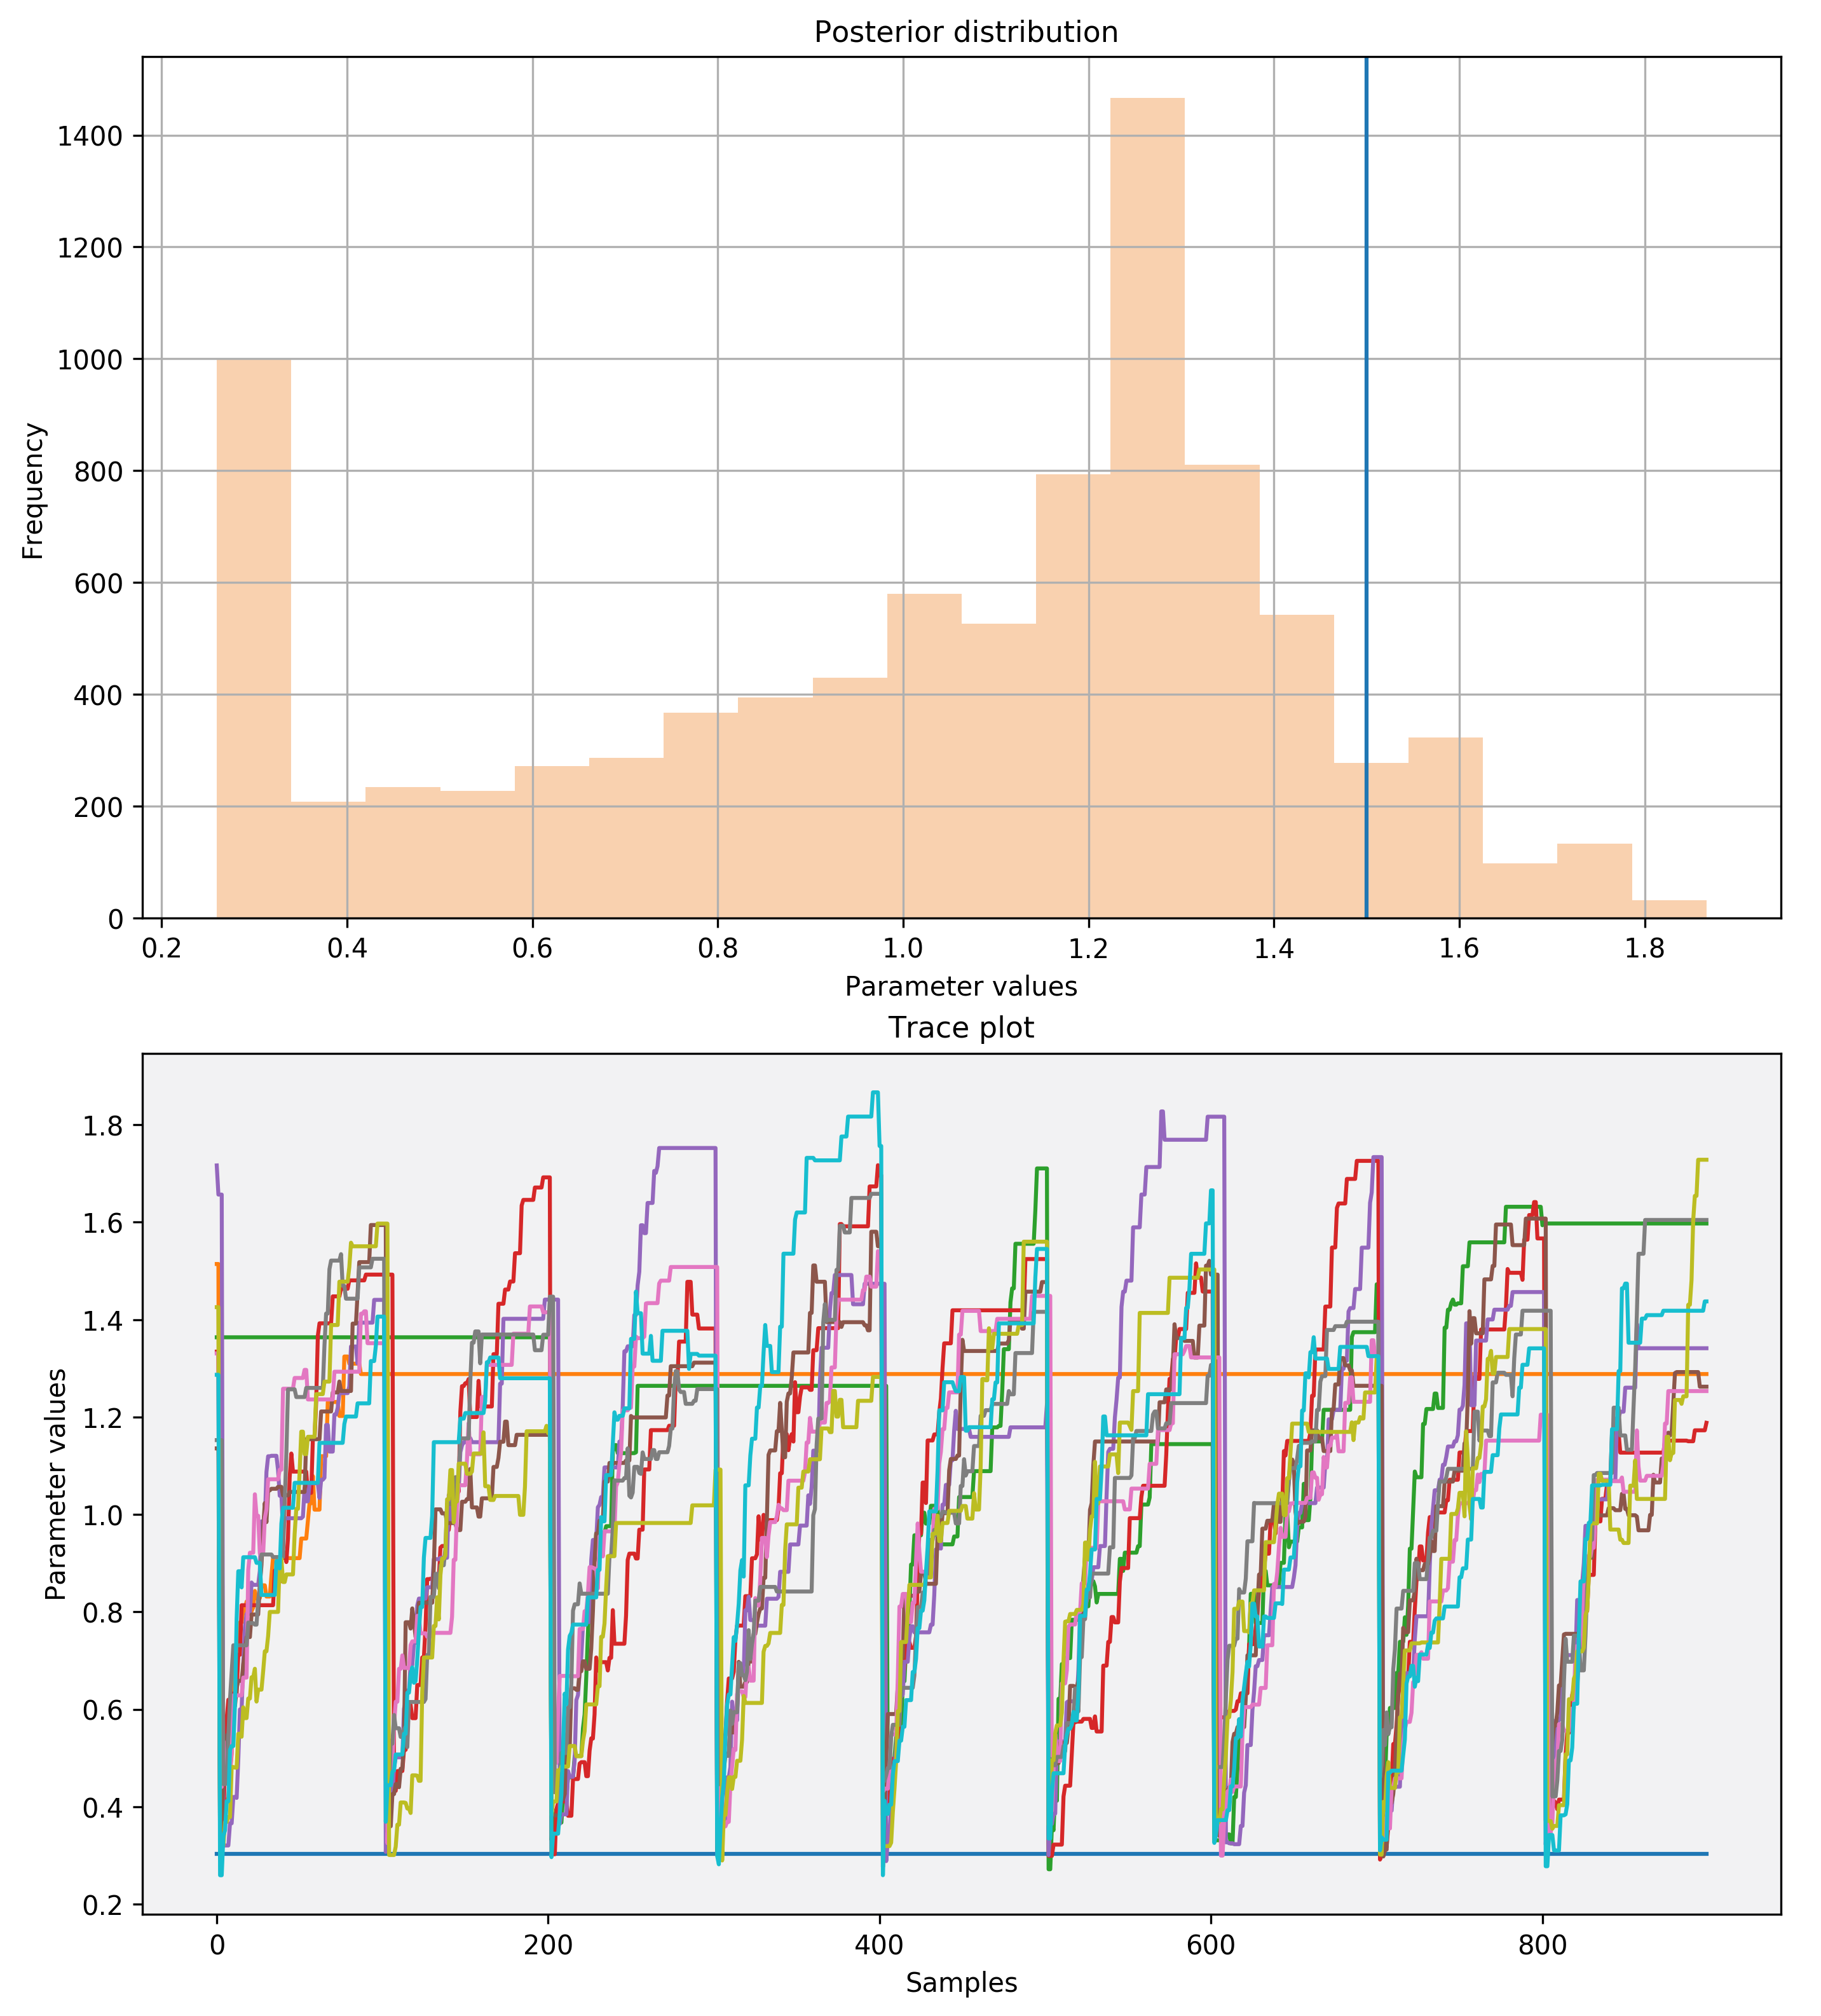 Posterior distribution
1400
1200
1000
800
600
400
200
0
Frequency
0.2 0.4 0.6 0.8 1.0 1.2 1.4 1.6 1.8
Parameter values
Trace plot
1.8
1.6
1.4
1.2
1.0
0.8
0.6
0.4
0.2
Parameter values
0 200 400 600 800
Samples